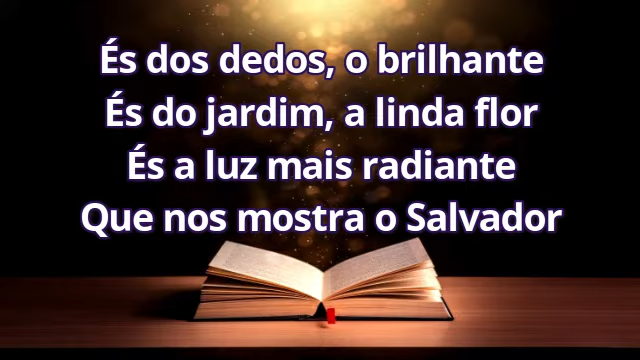 És dos dedos, o brilhante
És do jardim, a linda flor
És a luz mais radiante
Que nos mostra o Salvador